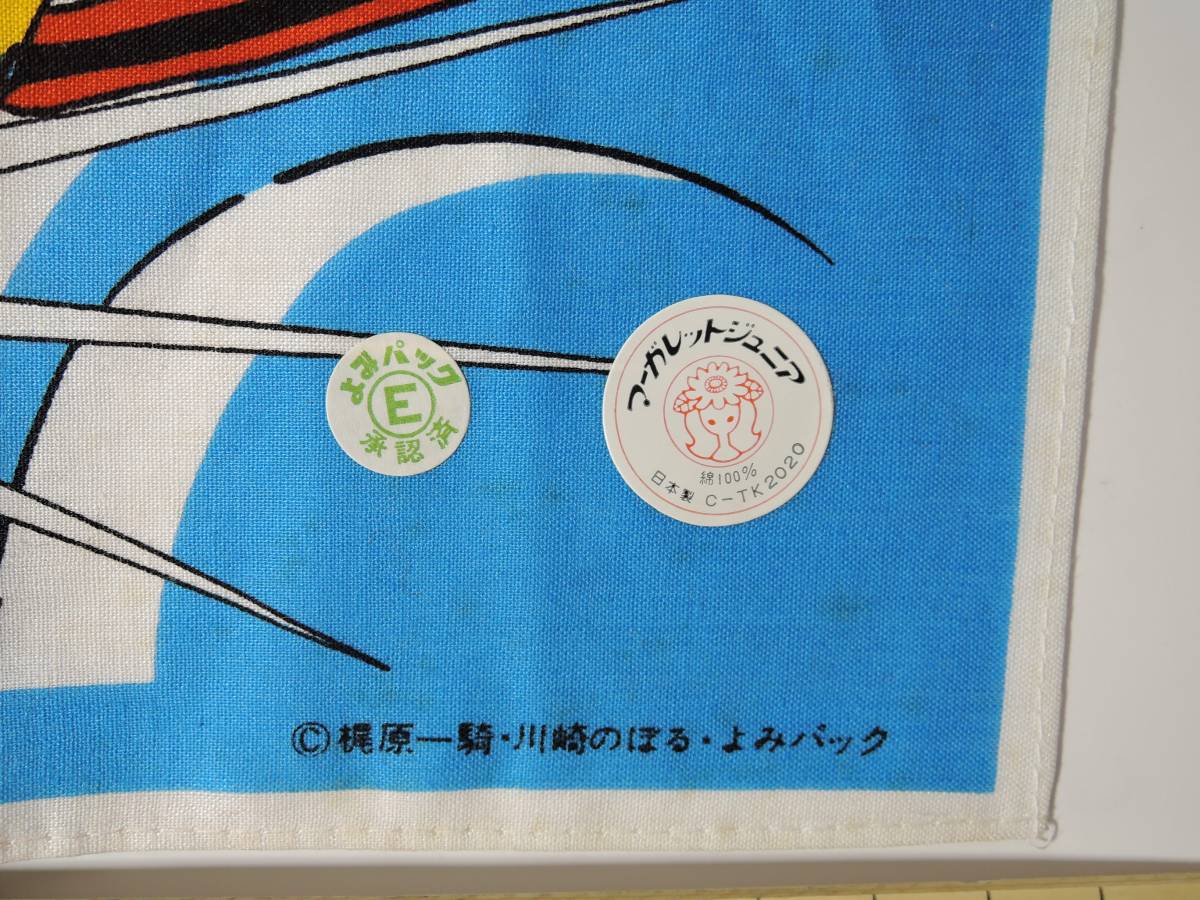 よみパック
E
承認済
マーガレットジュニア
綿100%
日本製 C-TK2020
©梶原一騎・川崎のぼる・よみパック